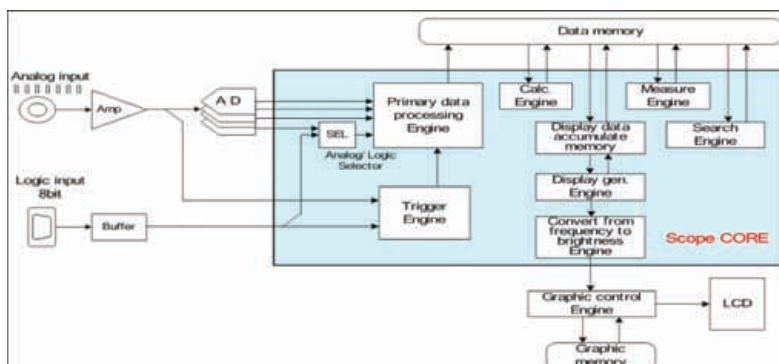 Data memory
Analog input
Amp
A D
Primary data
processing
Engine
SEL
Analog/ Logic
Selector
Logic input
8bit
Buffer
Trigger
Engine
Calc.
Engine
Measure
Engine
Display data
accumulate
memory
Search
Engine
Display gen.
Engine
Convert from
frequency to
brightness
Engine
Scope CORE
Graphic control
Engine
LCD
Graphic
memory